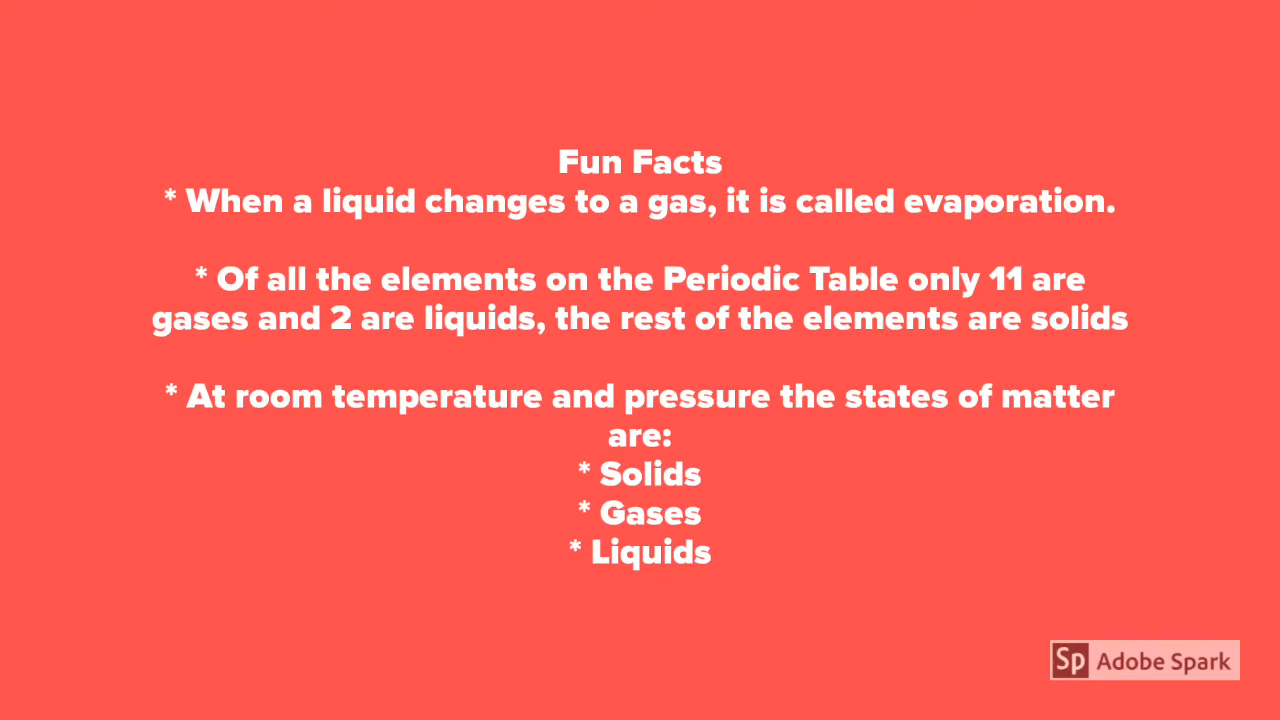 Fun Facts
* When a liquid changes to a gas, it is called evaporation.
* Of all the elements on the Periodic Table only 11 are
gases and 2 are liquids, the rest of the elements are solids
* At room temperature and pressure the states of matter
are:
* Solids
* Gases
* Liquids
Sp Adobe Spark